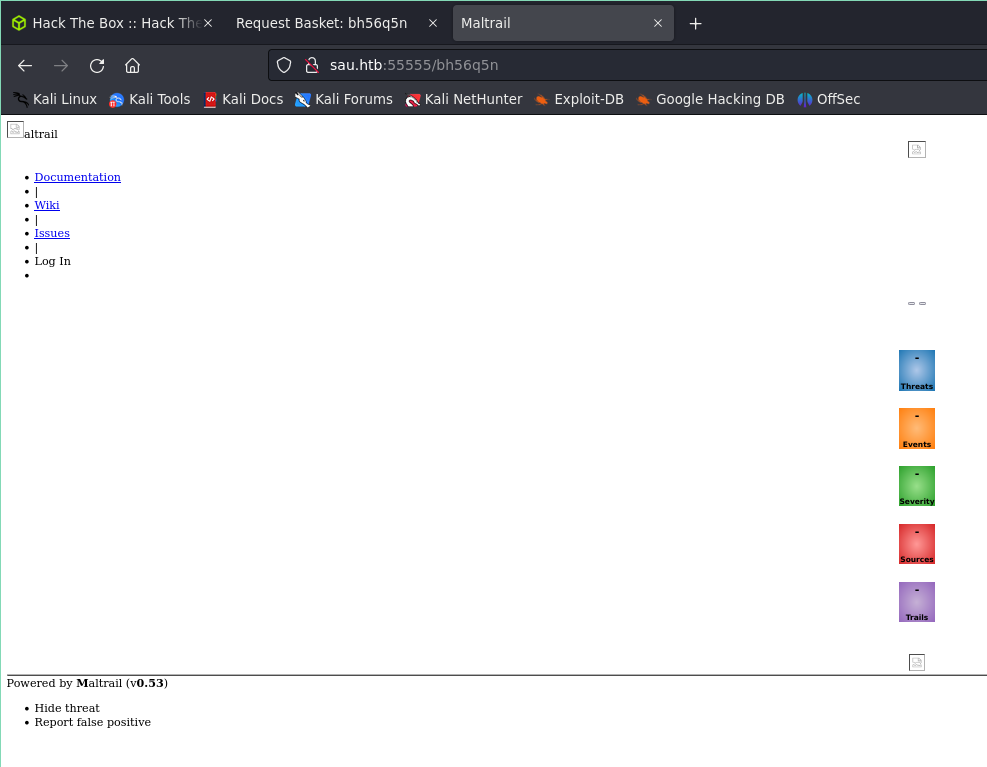 Hack The Box :: Hack The
Request Basket: bh56q5n
Maltrail
sau.htb:55555/bh56q5n
Kali Linux
Kali Tools
Kali Docs
Kali Forums
Kali NetHunter
Exploit-DB
Google Hacking DB
OffSec
altrail
Documentation
|
Wiki
|
Issues
|
Log In
-
Threats
-
Events
-
Severity
-
Sources
-
Trails
Powered by Maltrail (v0.53)
Hide threat
Report false positive